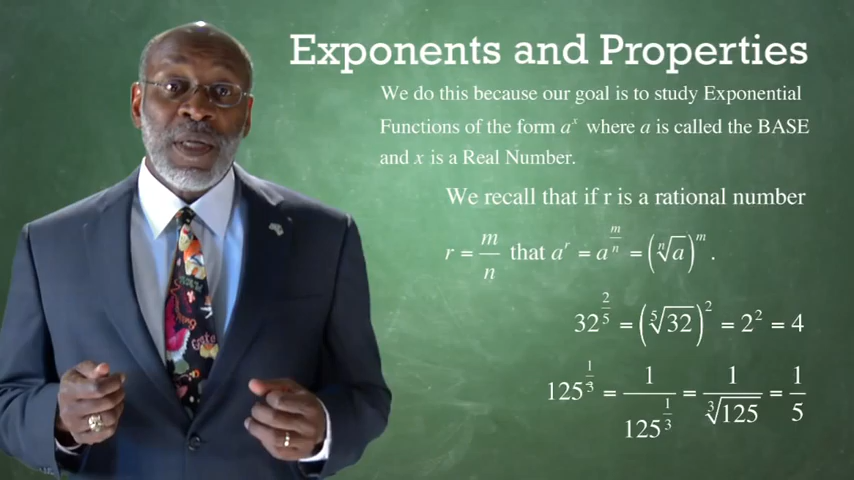 Exponents and Properties
We do this because our goal is to study Exponential
Functions of the form a^x where a is called the BASE
and x is a Real Number.
We recall that if r is a rational number
r = m/n that a^r = a^(m/n) = (ⁿ√a)^m.
32^(2/5) = (⁵√32)^2 = 2^2 = 4
125^(1/3) = 1/125^(1/3) = 1/³√125 = 1/5